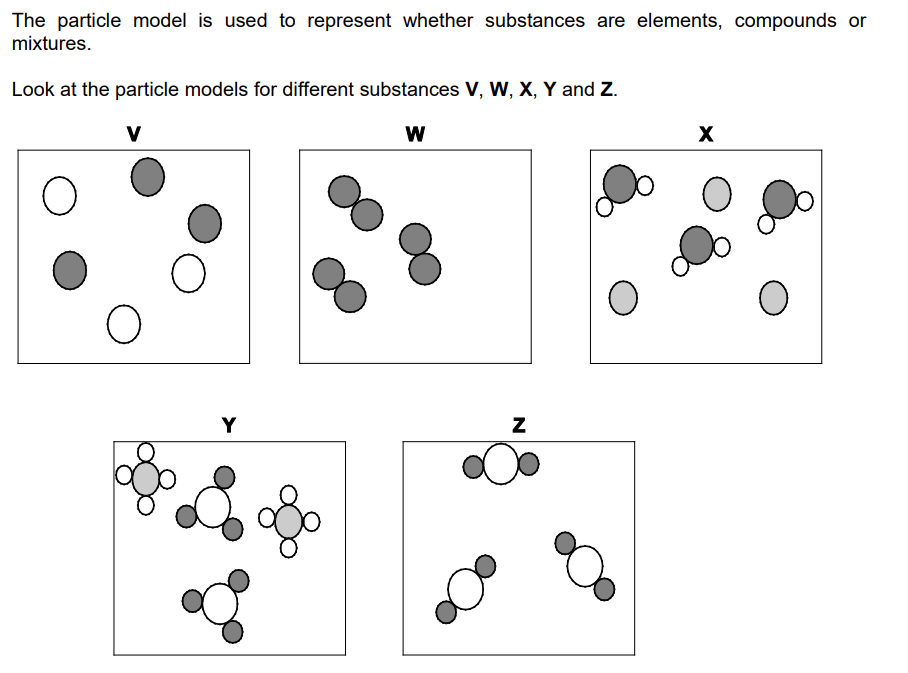 The particle model is used to represent whether substances are elements, compounds or
mixtures.
Look at the particle models for different substances V, W, X, Y and Z.
V W X
Y Z